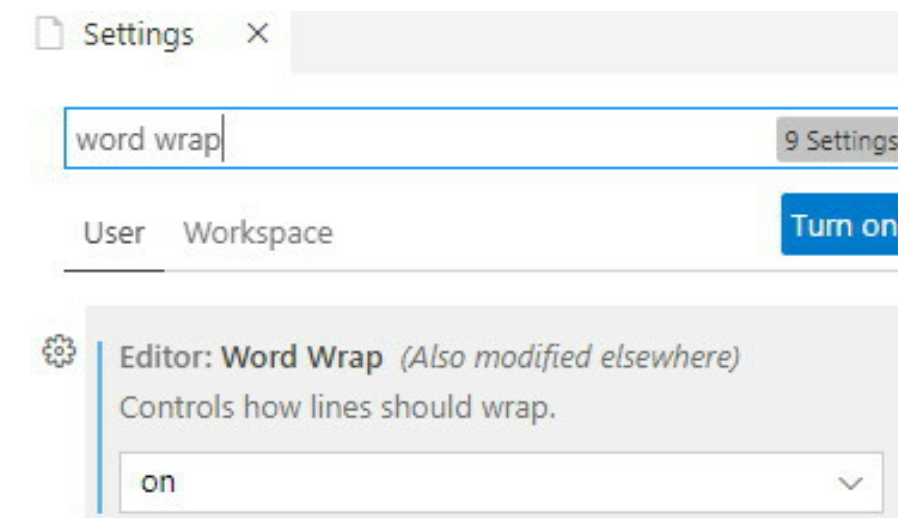 Settings
word wrap
9 Settings
User Workspace
Turn on
Editor: Word Wrap (Also modified elsewhere)
Controls how lines should wrap.
on